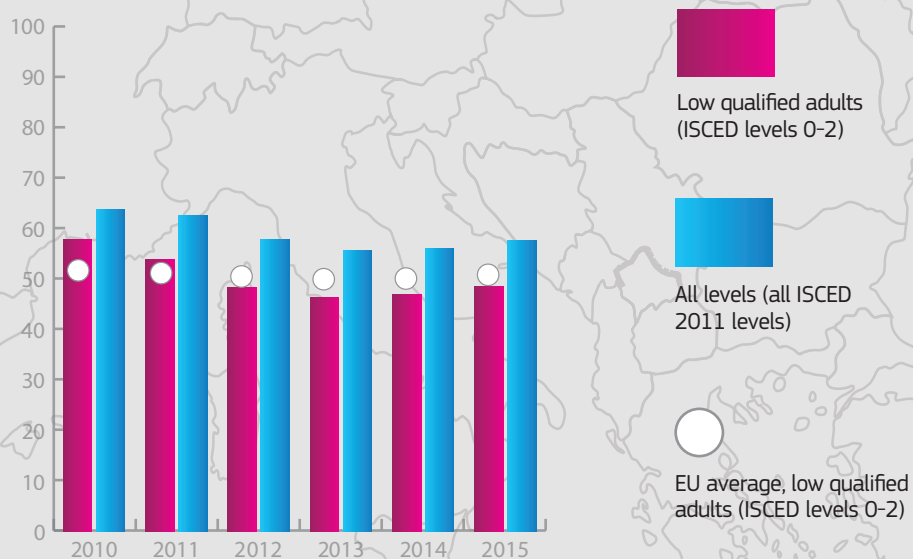 100
90
80
70
60
50
40
30
20
10
0
2010 2011 2012 2013 2014 2015
Low qualified adults
(ISCED levels 0-2)
All levels (all ISCED
2011 levels)
EU average, low qualified
adults (ISCED levels 0-2)